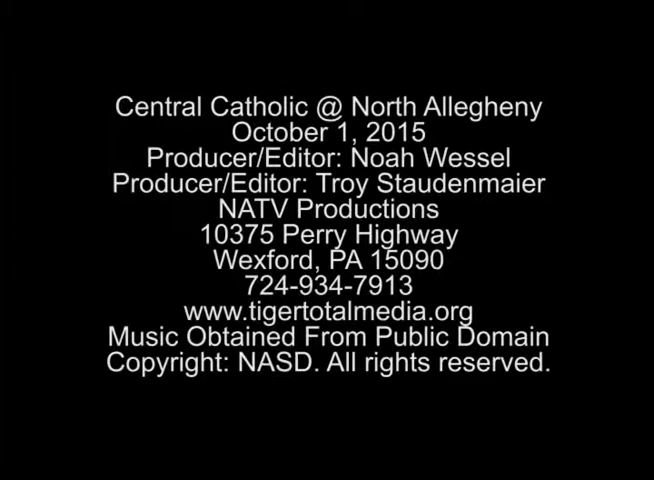 Central Catholic @ North Allegheny
October 1, 2015
Producer/Editor: Noah Wessel
Producer/Editor: Troy Staudenmaier
NATV Productions
10375 Perry Highway
Wexford, PA 15090
724-934-7913
www.tigertotalmedia.org
Music Obtained From Public Domain
Copyright: NASD. All rights reserved.